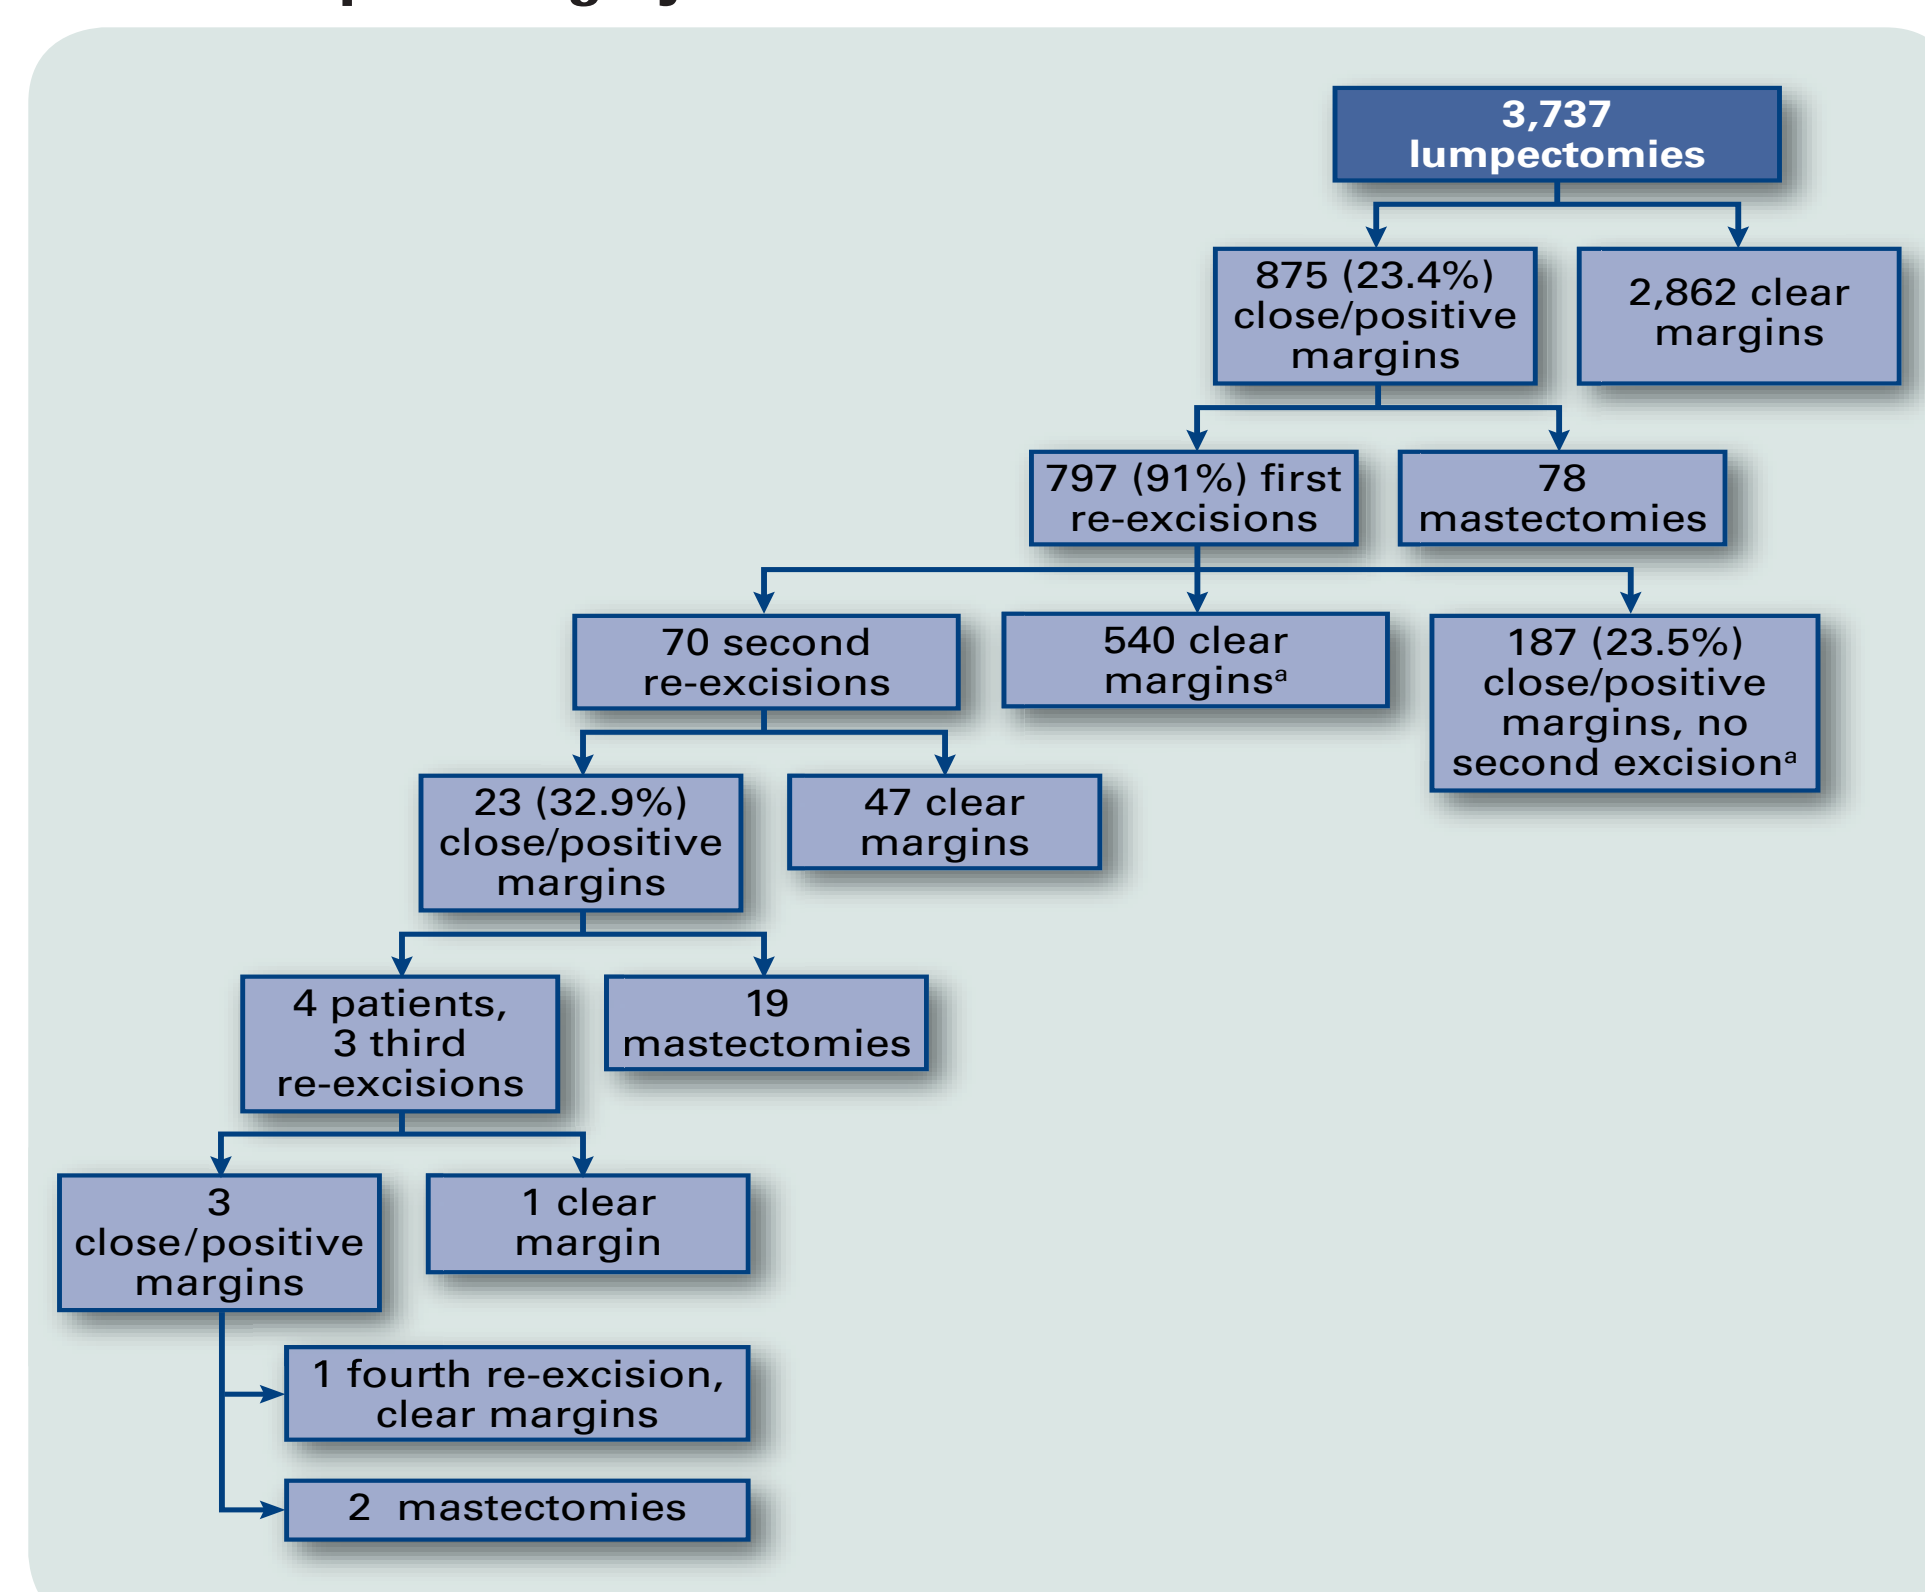 3,737
lumpectomies
875 (23.4%)
close/positive
margins
2,862 clear
margins
797 (91%) first
re-excisions
78
mastectomies
70 second
re-excisions
540 clear
marginsᵃ
187 (23.5%)
close/positive
margins, no
second excisionᵃ
23 (32.9%)
close/positive
margins
47 clear
margins
4 patients,
3 third
re-excisions
19
mastectomies
3
close/positive
margins
1 clear
margin
1 fourth re-excision,
clear margins
2 mastectomies